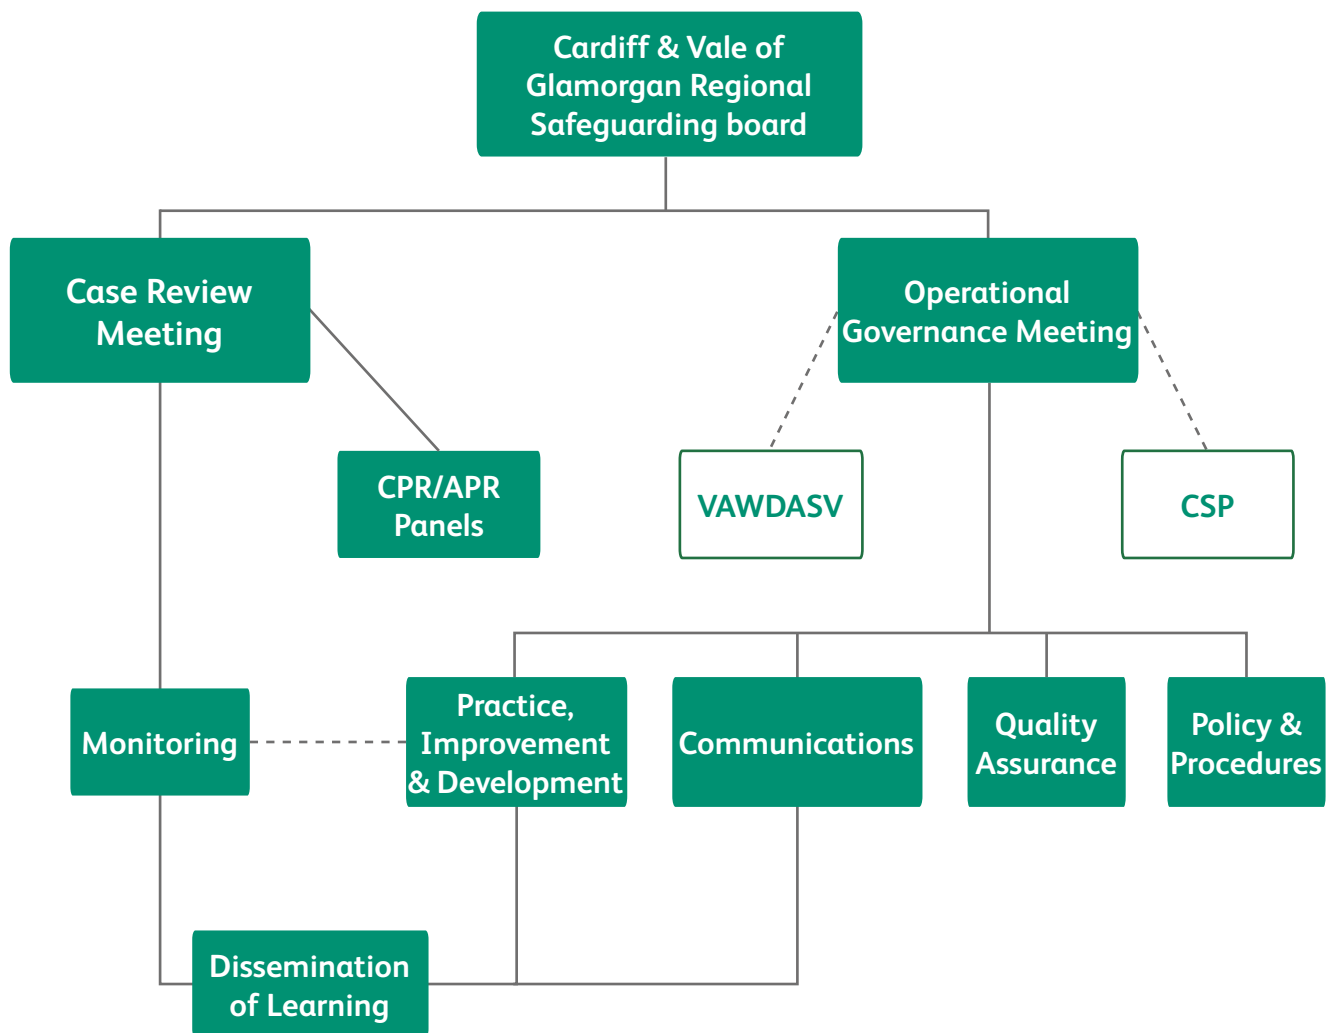 Cardiff & Vale of
Glamorgan Regional
Safeguarding board
Case Review
Meeting
Operational
Governance Meeting
CPR/APR
Panels
VAWDASV
CSP
Monitoring
Practice,
Improvement
& Development
Communications
Quality
Assurance
Policy &
Procedures
Dissemination
of Learning